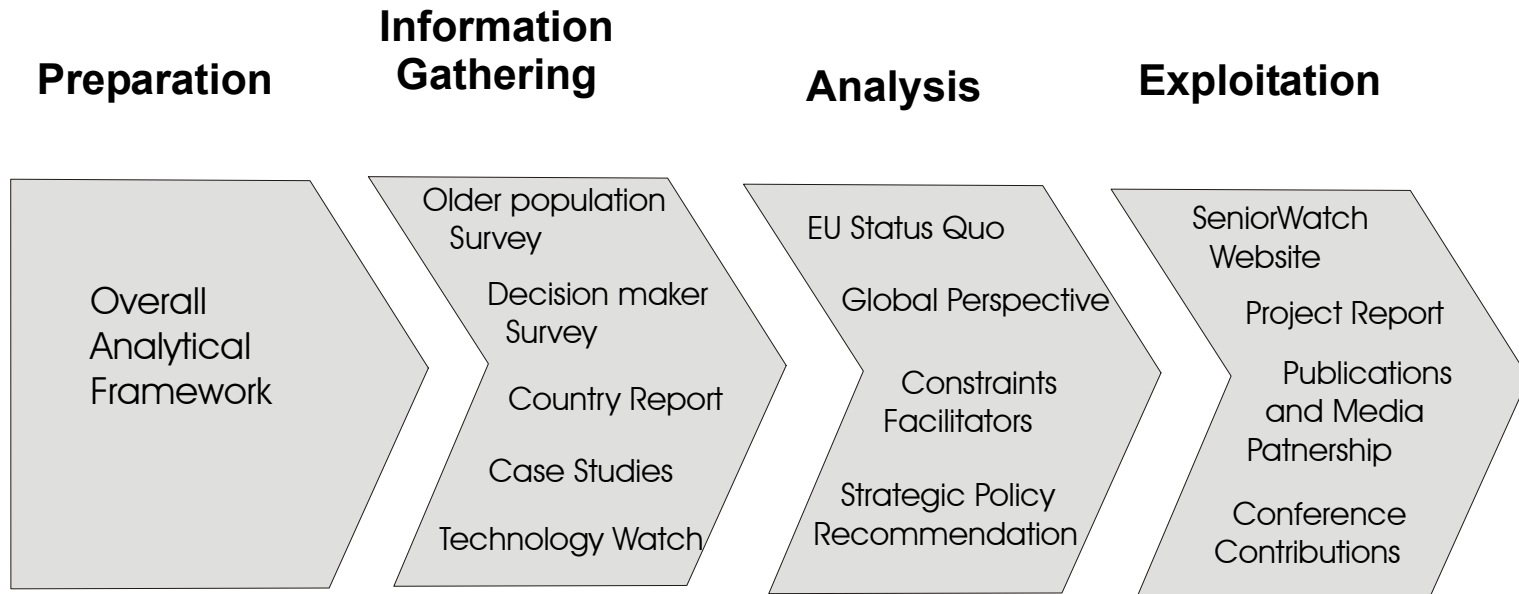 Preparation
Information
Gathering
Analysis
Exploitation
Overall
Analytical
Framework
Older population
Survey
Decision maker
Survey
Country Report
Case Studies
Technology Watch
EU Status Quo
Global Perspective
Constraints
Facilitators
Strategic Policy
Recommendation
SeniorWatch
Website
Project Report
Publications
and Media
Patnership
Conference
Contributions